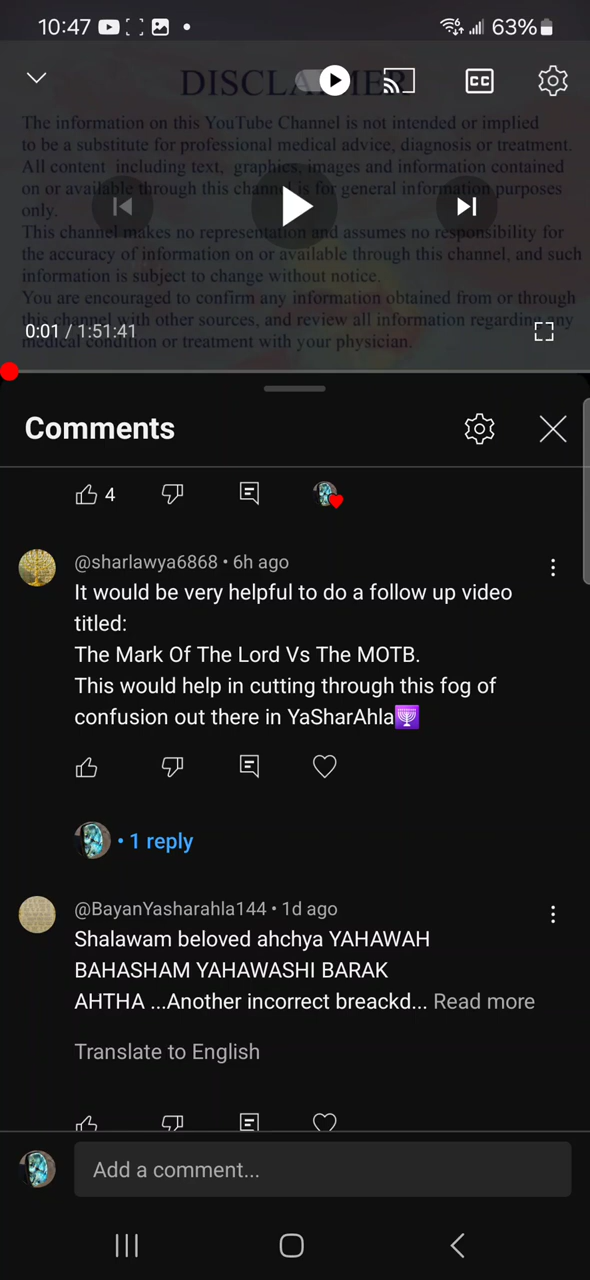 10:47
63%
DISCLAIMER
The information on this YouTube Channel is not intended or implied
to be a substitute for professional medical advice, diagnosis or treatment.
All content including text, graphics, images and information contained
on or available through this channel is for general information purposes
only.
This channel makes no representation and assumes no responsibility for
the accuracy of information on or available through this channel, and such
information is subject to change without notice.
You are encouraged to confirm any information obtained from or through
this channel with other sources, and review all information regarding any
medical condition or treatment with your physician.
CC
0:01 / 1:51:41
Comments
4
@sharlawya6868 • 6h ago
It would be very helpful to do a follow up video
titled:
The Mark Of The Lord Vs The MOTB.
This would help in cutting through this fog of
confusion out there in YaSharAhla🕎
• 1 reply
@BayanYasharahla144 • 1d ago
Shalawam beloved ahchya YAHAWAH
BAHASHAM YAHAWASHI BARAK
AHTHA ...Another incorrect breackd... Read more
Translate to English
Add a comment...